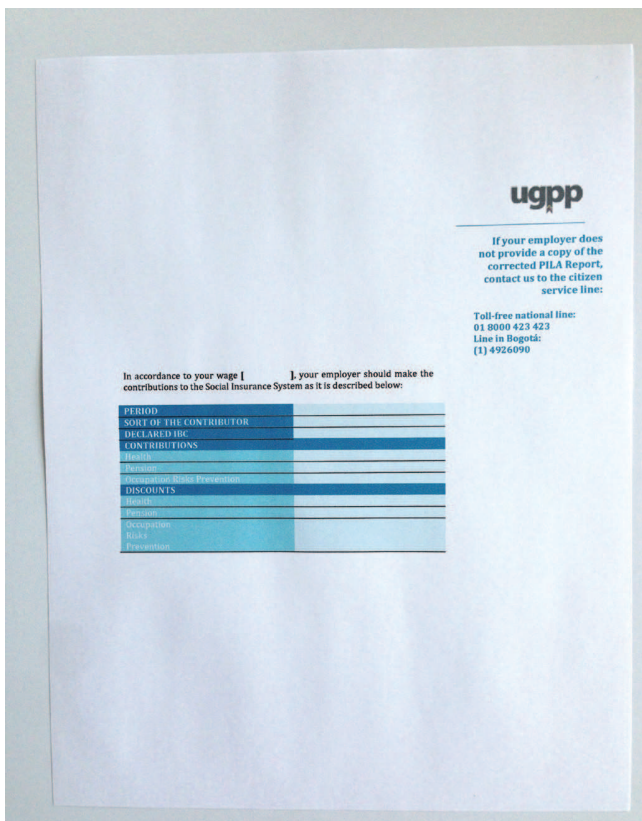 ugpp
If your employer does
not provide a copy of the
corrected PILA Report,
contact us to the citizen
service line:
Toll-free national line:
01 8000 423 423
Line in Bogotá:
(1) 4926090
In accordance to your wage [ ], your employer should make the
contributions to the Social Insurance System as it is described below:
PERIOD
SORT OF THE CONTRIBUTOR
DECLARED IBC
CONTRIBUTIONS
Health
Pension
Occupation Risks Prevention
DISCOUNTS
Health
Pension
Occupation
Risks
Prevention